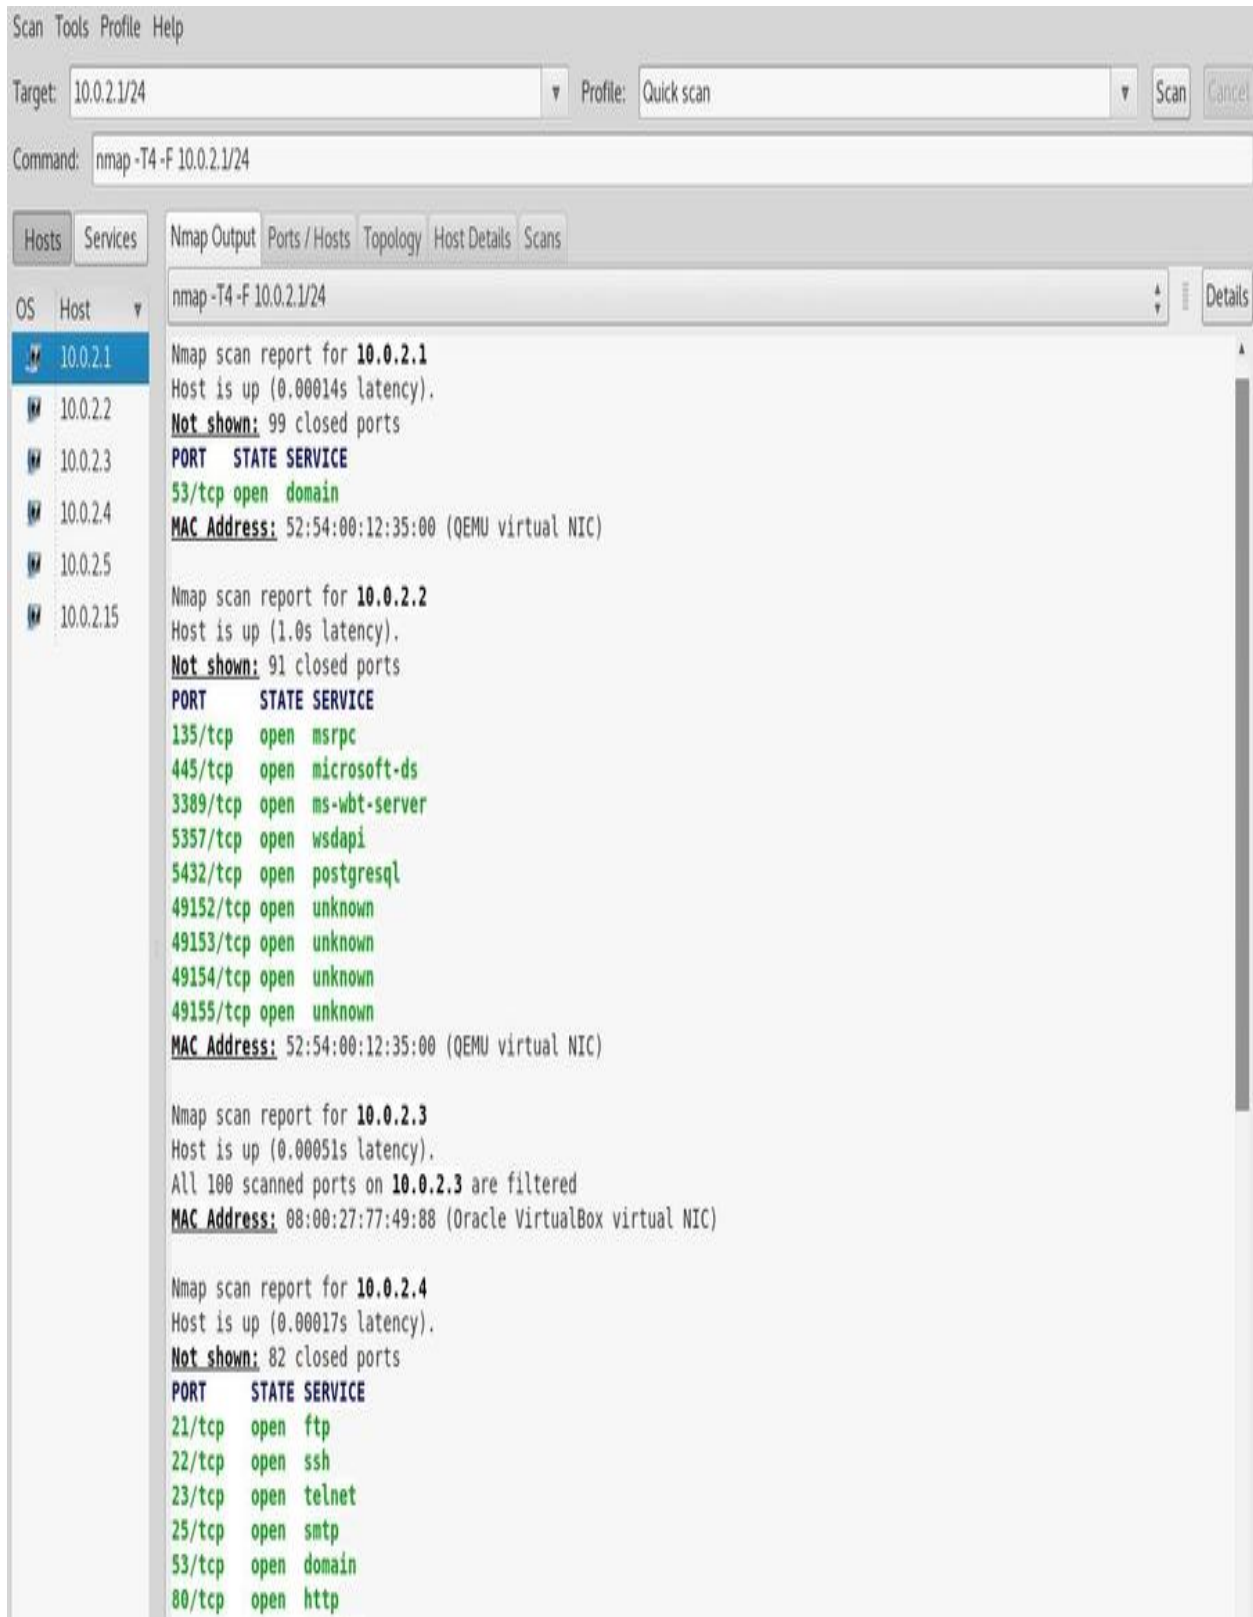 Scan Tools Profile Help
Target: 10.0.2.1/24 Profile: Quick scan Scan Cancel
Command: nmap -T4 -F 10.0.2.1/24
Hosts Services Nmap Output Ports / Hosts Topology Host Details Scans
OS Host nmap -T4 -F 10.0.2.1/24 Details
10.0.2.1
10.0.2.2
10.0.2.3
10.0.2.4
10.0.2.5
10.0.2.15
Nmap scan report for 10.0.2.1
Host is up (0.00014s latency).
Not shown: 99 closed ports
PORT STATE SERVICE
53/tcp open domain
MAC Address: 52:54:00:12:35:00 (QEMU virtual NIC)
Nmap scan report for 10.0.2.2
Host is up (1.0s latency).
Not shown: 91 closed ports
PORT STATE SERVICE
135/tcp open msrpc
445/tcp open microsoft-ds
3389/tcp open ms-wbt-server
5357/tcp open wsdapi
5432/tcp open postgresql
49152/tcp open unknown
49153/tcp open unknown
49154/tcp open unknown
49155/tcp open unknown
MAC Address: 52:54:00:12:35:00 (QEMU virtual NIC)
Nmap scan report for 10.0.2.3
Host is up (0.00051s latency).
All 100 scanned ports on 10.0.2.3 are filtered
MAC Address: 08:00:27:77:49:88 (Oracle VirtualBox virtual NIC)
Nmap scan report for 10.0.2.4
Host is up (0.00017s latency).
Not shown: 82 closed ports
PORT STATE SERVICE
21/tcp open ftp
22/tcp open ssh
23/tcp open telnet
25/tcp open smtp
53/tcp open domain
80/tcp open http